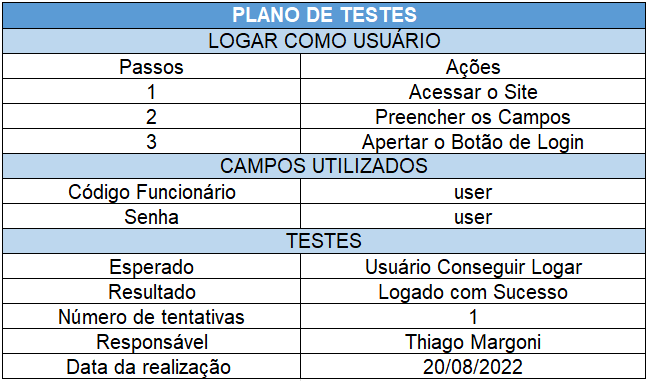 PLANO DE TESTES
LOGAR COMO USUÁRIO
Passos Ações
1 Acessar o Site
2 Preencher os Campos
3 Apertar o Botão de Login
CAMPOS UTILIZADOS
Código Funcionário user
Senha user
TESTES
Esperado Usuário Conseguir Logar
Resultado Logado com Sucesso
Número de tentativas 1
Responsável Thiago Margoni
Data da realização 20/08/2022